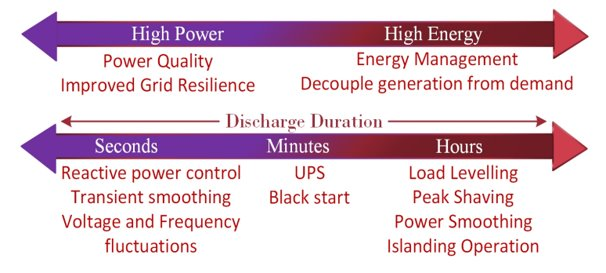 High Power
High Energy
Power Quality
Improved Grid Resilience
Energy Management
Decouple generation from demand
Discharge Duration
Seconds
Minutes
Hours
Reactive power control
Transient smoothing
Voltage and Frequency
fluctuations
UPS
Black start
Load Levelling
Peak Shaving
Power Smoothing
Islanding Operation